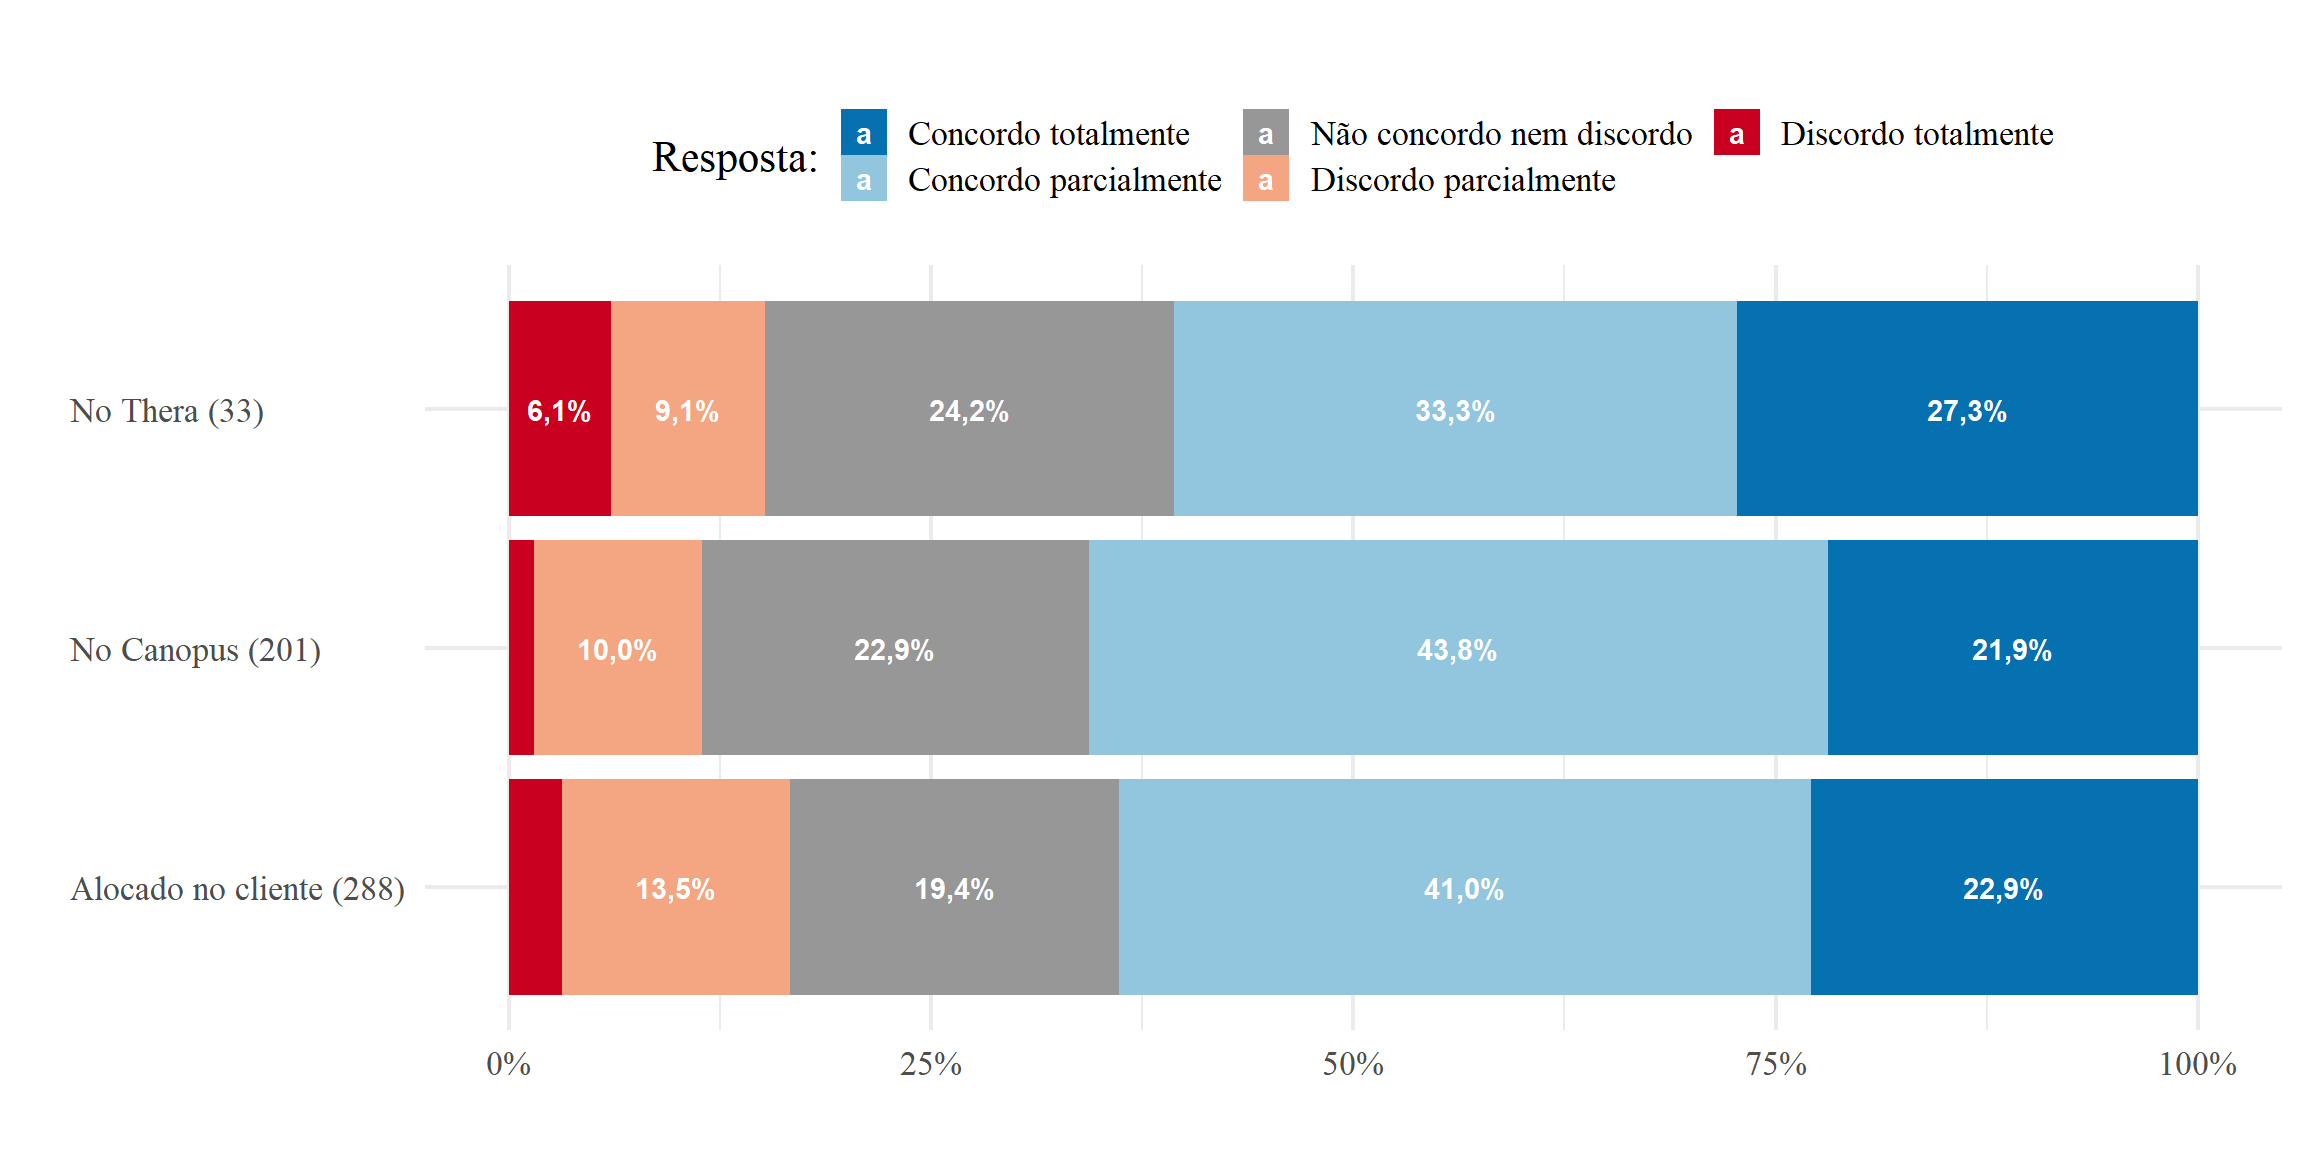 Resposta:
a Concordo totalmente a Não concordo nem discordo a Discordo totalmente
a Concordo parcialmente a Discordo parcialmente
No Thera (33) 6,1% 9,1% 24,2% 33,3% 27,3%
No Canopus (201) 10,0% 22,9% 43,8% 21,9%
Alocado no cliente (288) 13,5% 19,4% 41,0% 22,9%
0% 25% 50% 75% 100%